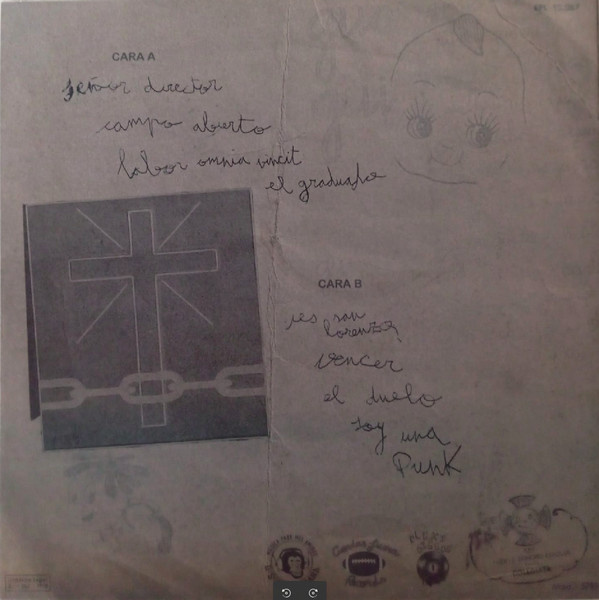 CARA A
señor director
campo abierto
labor omnia vincit
el graduado
CARA B
¿es san
lorenzo?
vencer
el duelo
soy una
PUNK